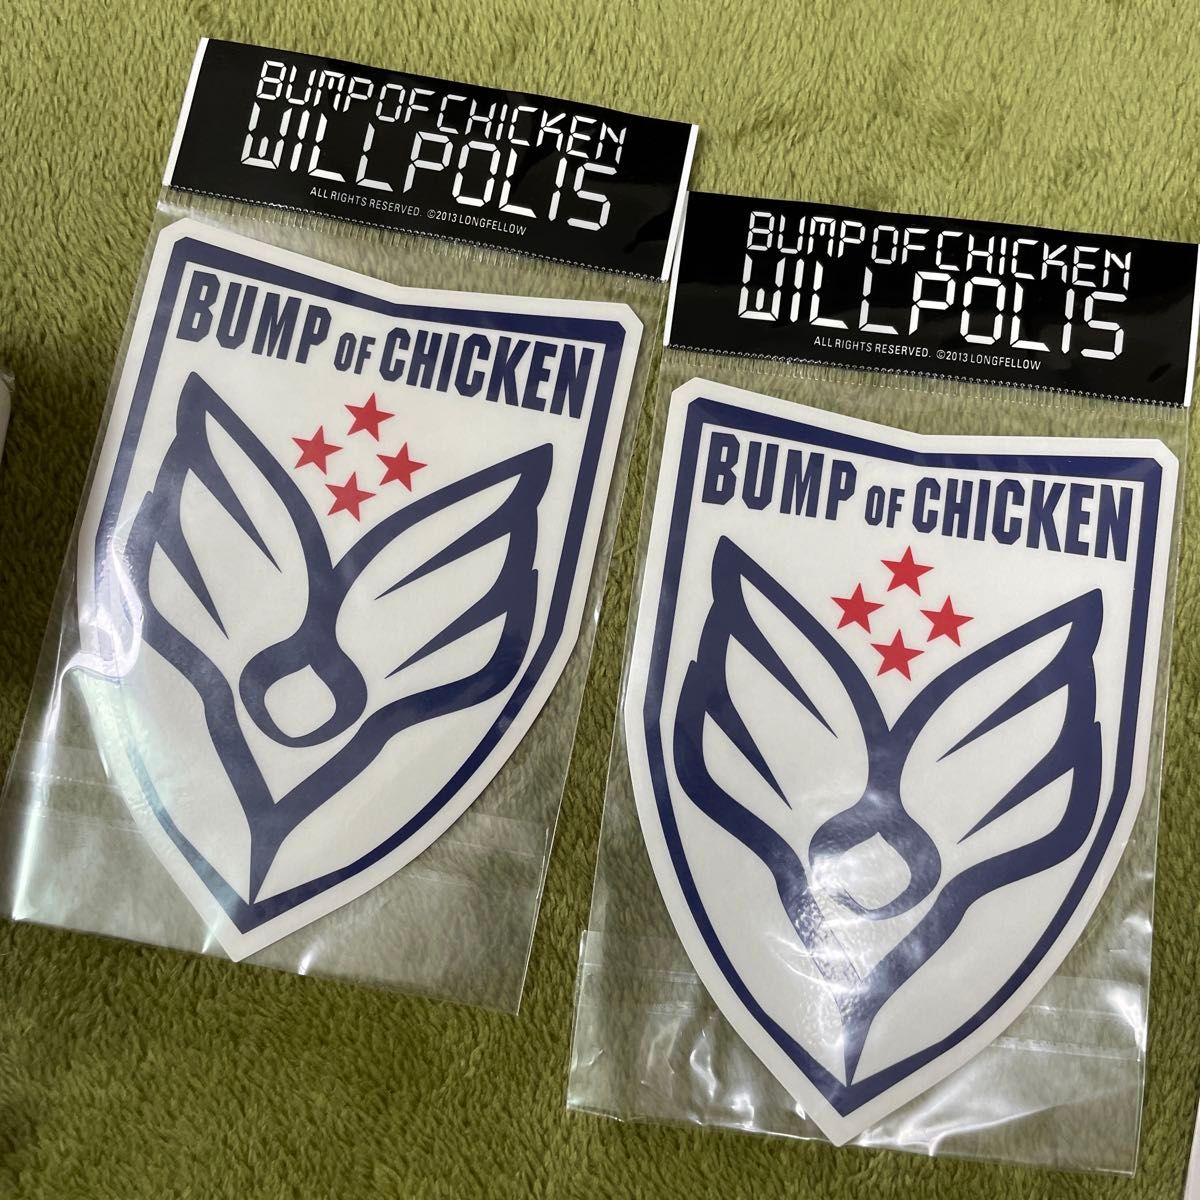 BUMP OF CHICKEN
WILLPOLIS
ALL RIGHTS RESERVED. ©2013 LONGFELLOW
BUMP OF CHICKEN
BUMP OF CHICKEN
WILLPOLIS
ALL RIGHTS RESERVED. ©2013 LONGFELLOW
BUMP OF CHICKEN